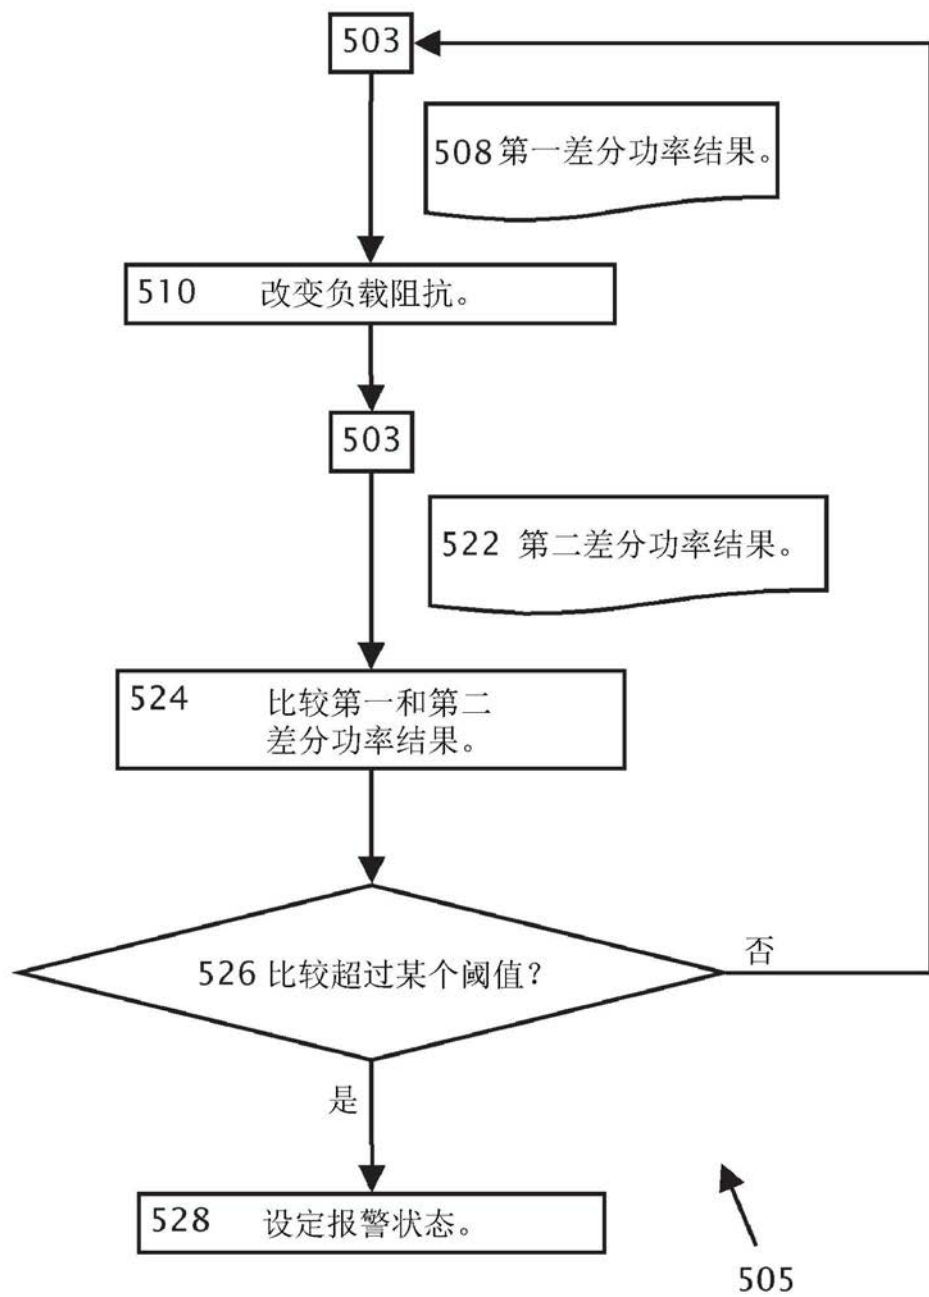 503
508 第一差分功率结果。
510 改变负载阻抗。
503
522 第二差分功率结果。
524 比较第一和第二
差分功率结果。
526 比较超过某个阈值？
否
是
528 设定报警状态。
505